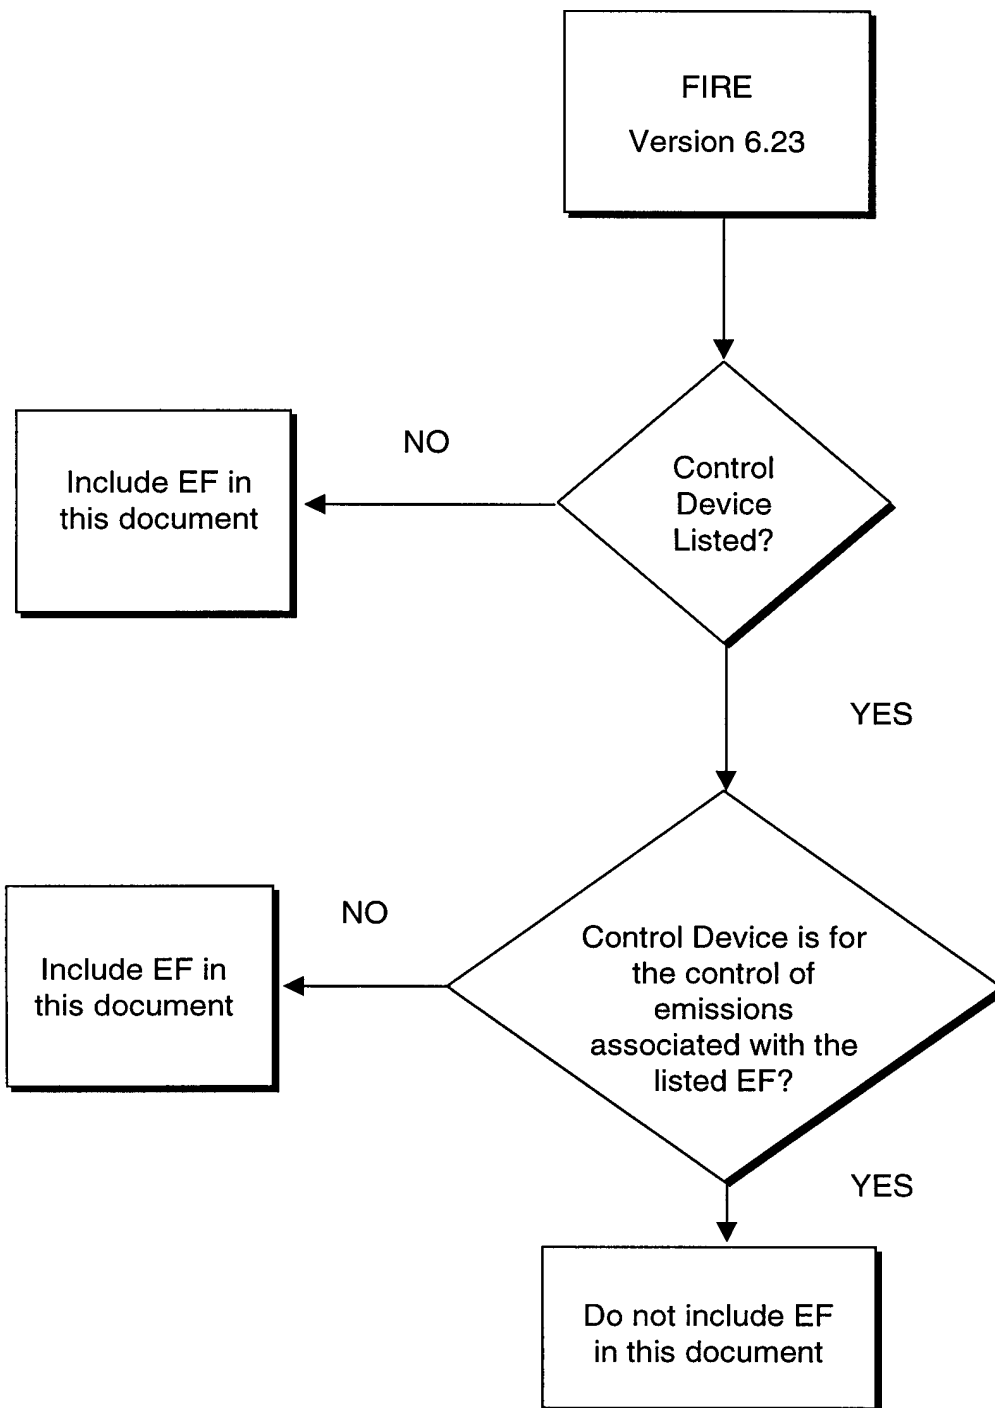 FIRE
Version 6.23
NO
Control
Device
Listed?
Include EF in
this document
YES
NO
Control Device is for
the control of
emissions
associated with the
listed EF?
Include EF in
this document
YES
Do not include EF
in this document